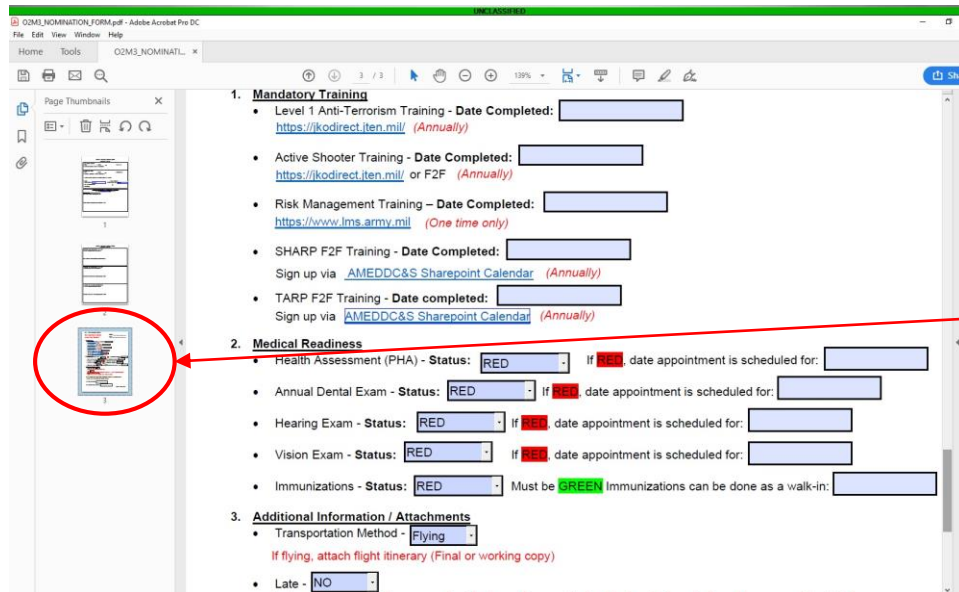 UNCLASSIFIED
O2M3_NOMINATION_FORM.pdf - Adobe Acrobat Pro DC
File Edit View Window Help
Home Tools O2M3_NOMINATI... ×
3 / 3 139% Sh
Page Thumbnails ×
1
2
3
1. Mandatory Training
• Level 1 Anti-Terrorism Training - Date Completed:
https://jkodirect.jten.mil/ (Annually)
• Active Shooter Training - Date Completed:
https://jkodirect.jten.mil/ or F2F (Annually)
• Risk Management Training – Date Completed:
https://www.lms.army.mil (One time only)
• SHARP F2F Training - Date Completed:
Sign up via AMEDDC&S Sharepoint Calendar (Annually)
• TARP F2F Training - Date completed:
Sign up via AMEDDC&S Sharepoint Calendar (Annually)
2. Medical Readiness
• Health Assessment (PHA) - Status: RED If RED, date appointment is scheduled for:
• Annual Dental Exam - Status: RED If RED, date appointment is scheduled for:
• Hearing Exam - Status: RED If RED, date appointment is scheduled for:
• Vision Exam - Status: RED If RED, date appointment is scheduled for:
• Immunizations - Status: RED Must be GREEN Immunizations can be done as a walk-in:
3. Additional Information / Attachments
• Transportation Method - Flying
If flying, attach flight itinerary (Final or working copy)
• Late - NO